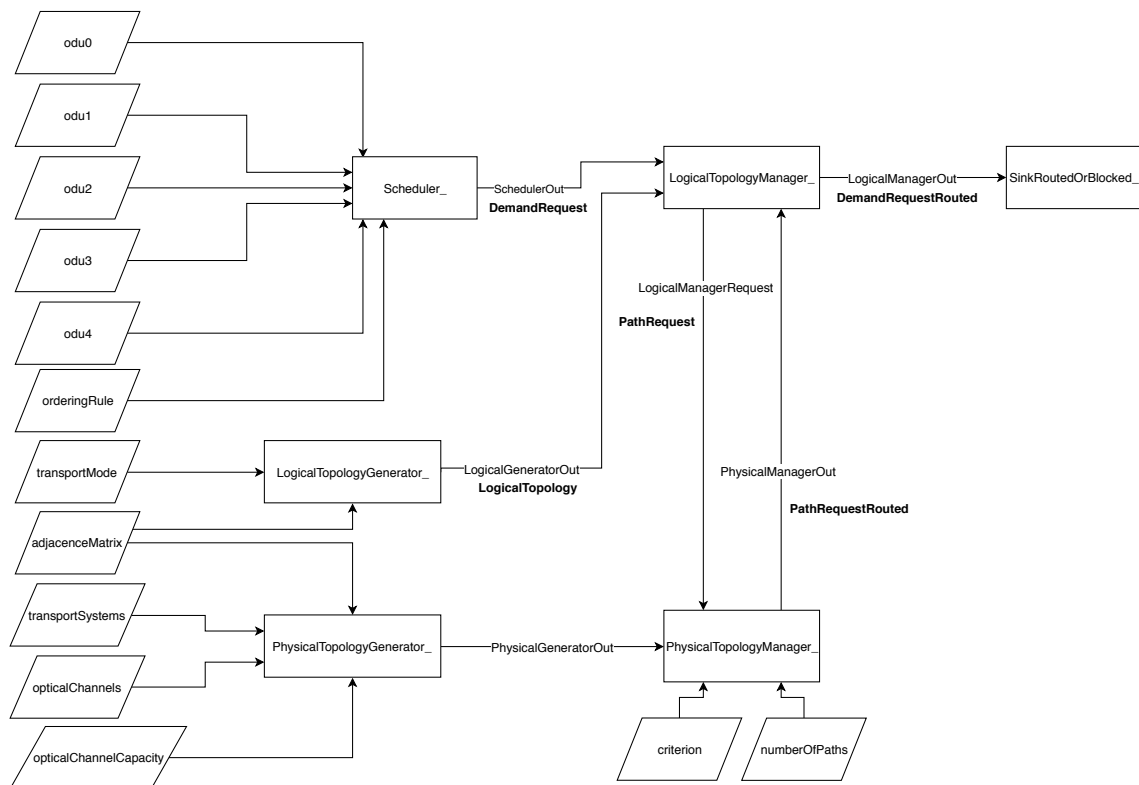 odu0
odu1
odu2
odu3
odu4
orderingRule
transportMode
adjacenceMatrix
transportSystems
opticalChannels
opticalChannelCapacity
Scheduler_
SchedulerOut
DemandRequest
LogicalTopologyGenerator_
LogicalGeneratorOut
LogicalTopology
PhysicalTopologyGenerator_
PhysicalGeneratorOut
LogicalTopologyManager_
LogicalManagerOut
DemandRequestRouted
SinkRoutedOrBlocked_
LogicalManagerRequest
PathRequest
PhysicalManagerOut
PathRequestRouted
PhysicalTopologyManager_
criterion
numberOfPaths